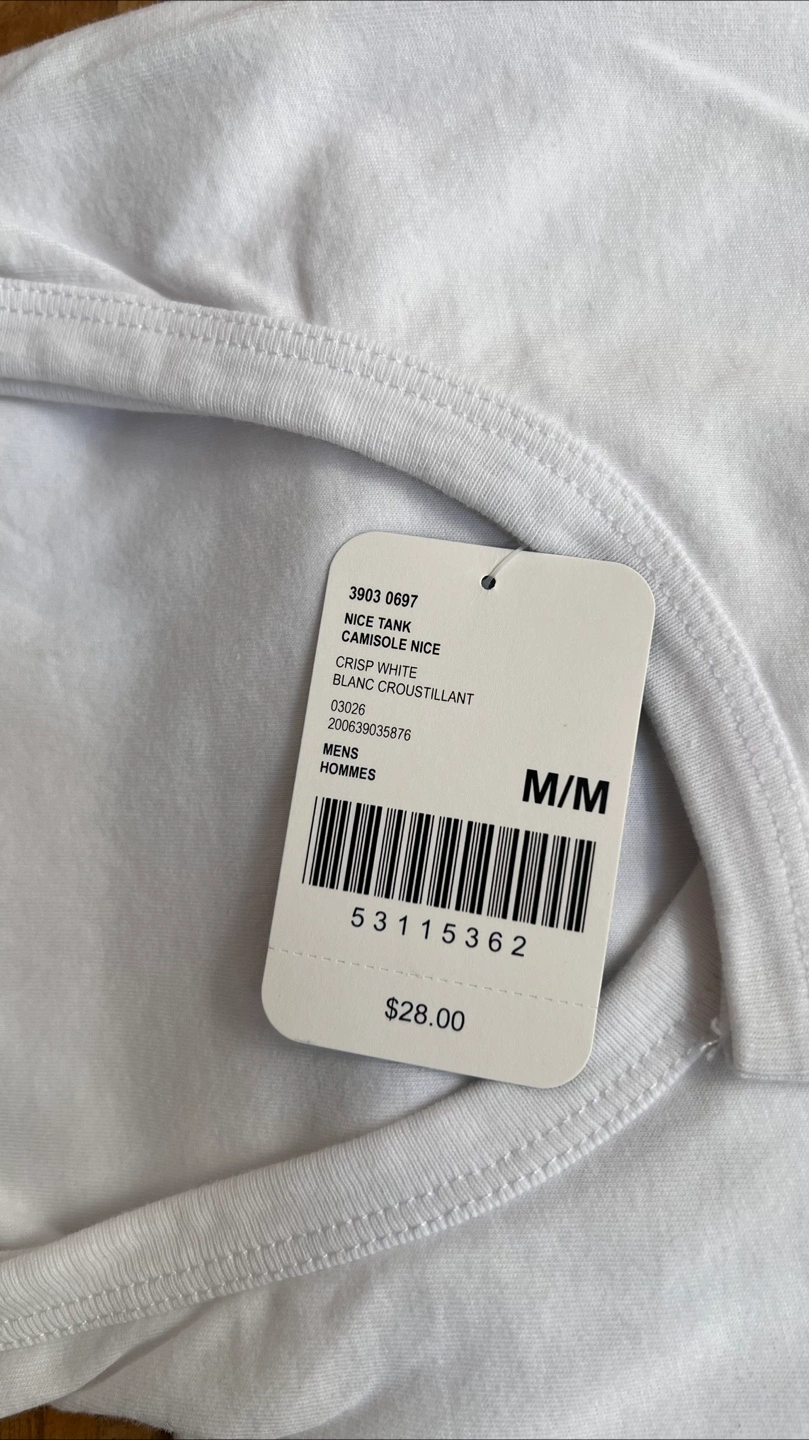 3903 0697
NICE TANK
CAMISOLE NICE
CRISP WHITE
BLANC CROUSTILLANT
03026
200639035876
MENS
HOMMES
M/M
53115362
$28.00